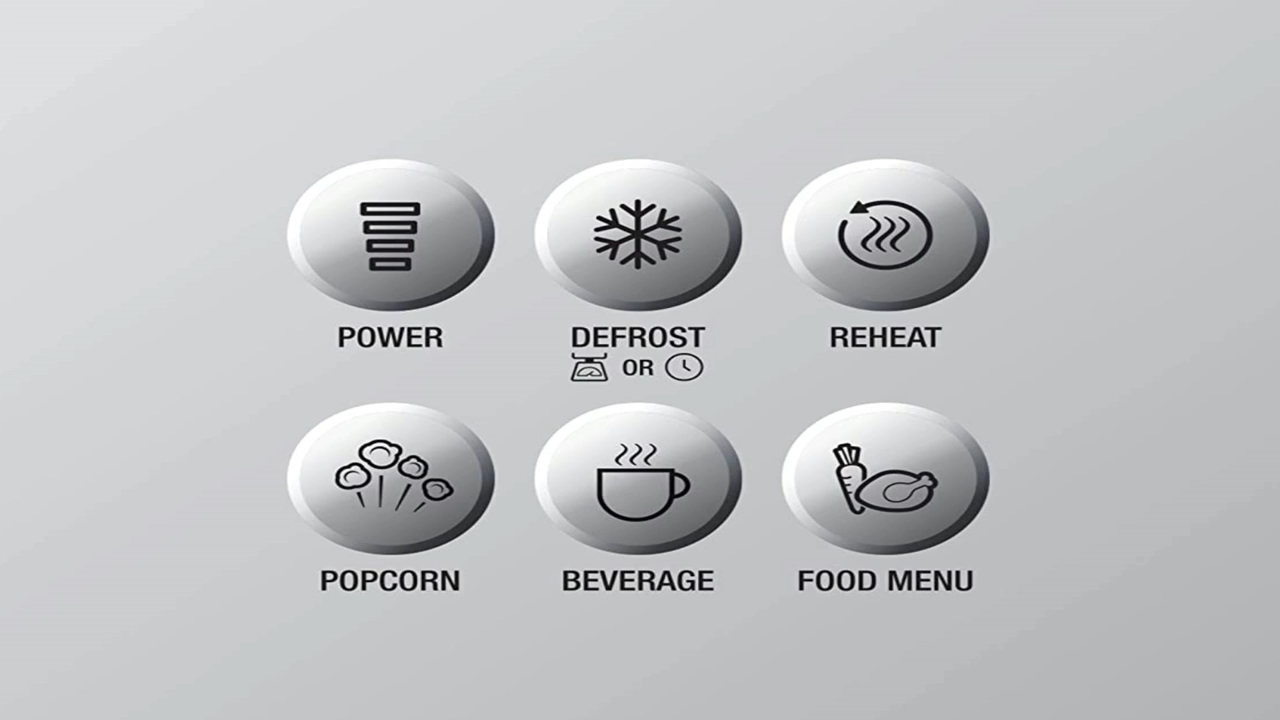 POWER
DEFROST
REHEAT
OR
POPCORN
BEVERAGE
FOOD MENU